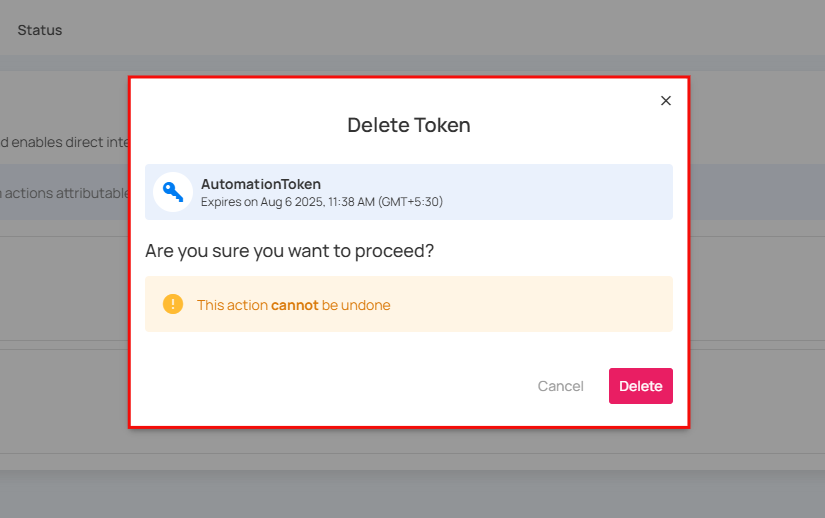 Status
Delete Token
d enables direct inte
AutomationToken
actions attributable
Expires on Aug 6 2025, 11:38 AM (GMT+5:30)
Are you sure you want to proceed?
This action cannot be undone
Cancel
Delete